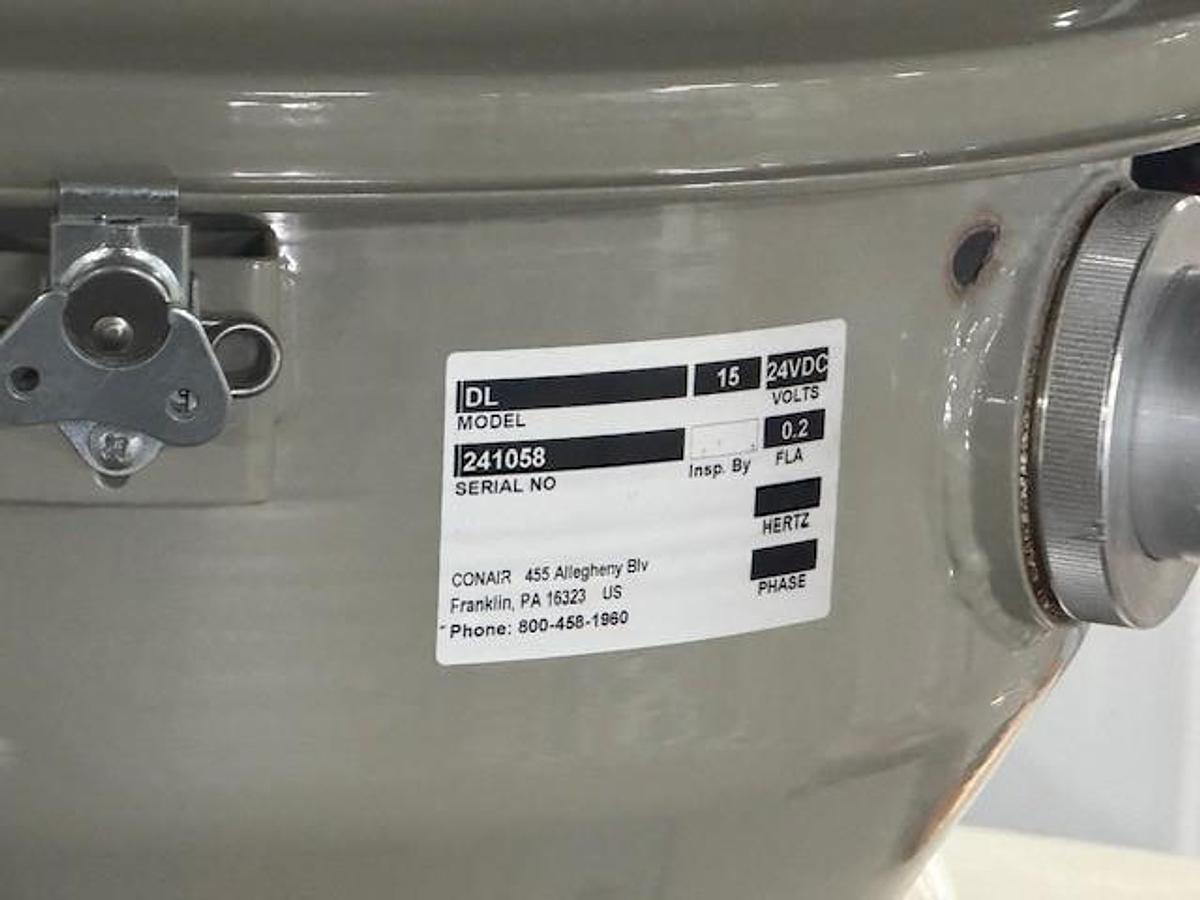 DL 15 24VDC
MODEL VOLTS
241058 0.2
SERIAL NO Insp. By FLA
HERTZ
CONAIR 455 Allegheny Blv
PHASE
Franklin, PA 16323 US
Phone: 800-458-1960